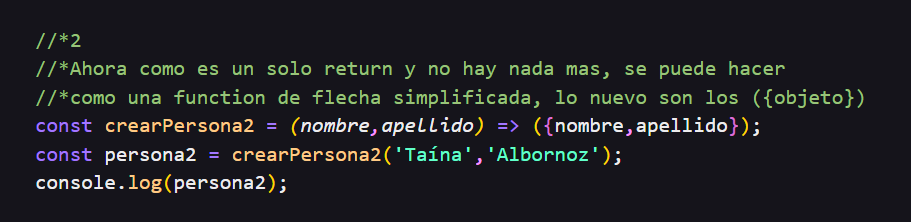 //*2
//*Ahora como es un solo return y no hay nada mas, se puede hacer
//*como una function de flecha simplificada, lo nuevo son los ({objeto})
const crearPersona2 = (nombre,apellido) => ({nombre,apellido});
const persona2 = crearPersona2('Taína','Albornoz');
console.log(persona2);